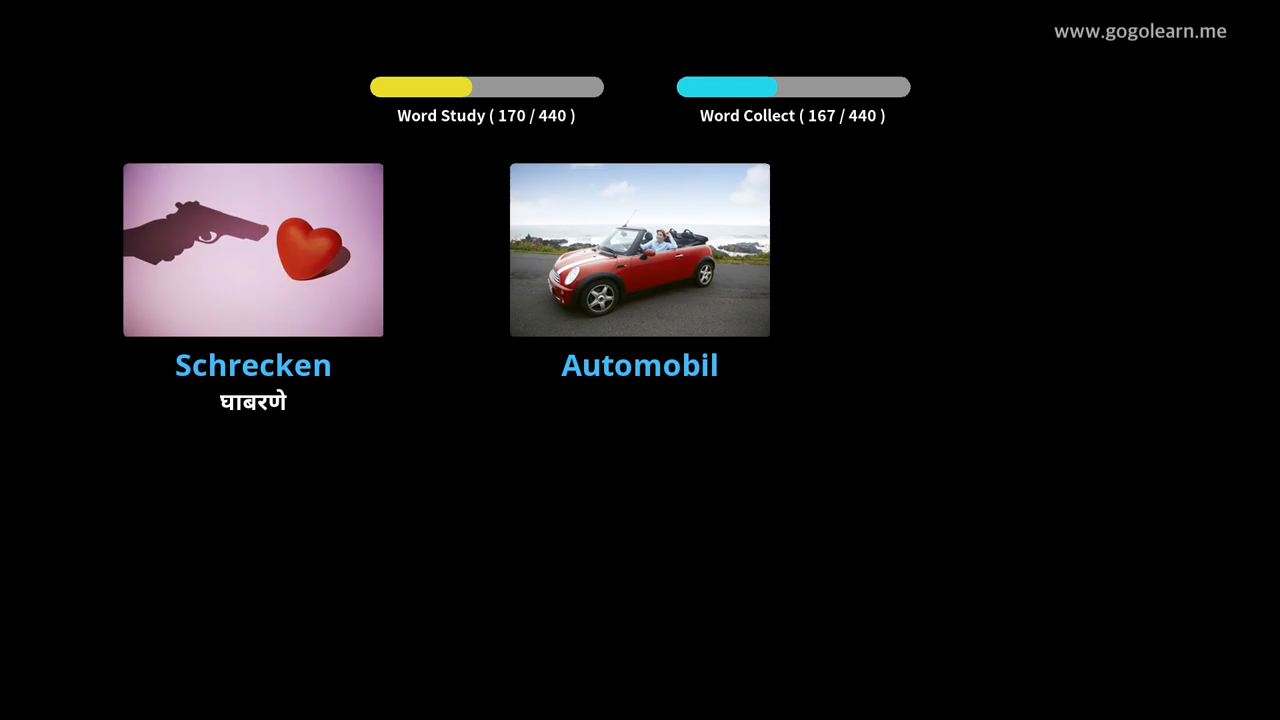 www.gogolearn.me
Word Study ( 170 / 440 )
Word Collect ( 167 / 440 )
Schrecken
Automobil
घाबरणे